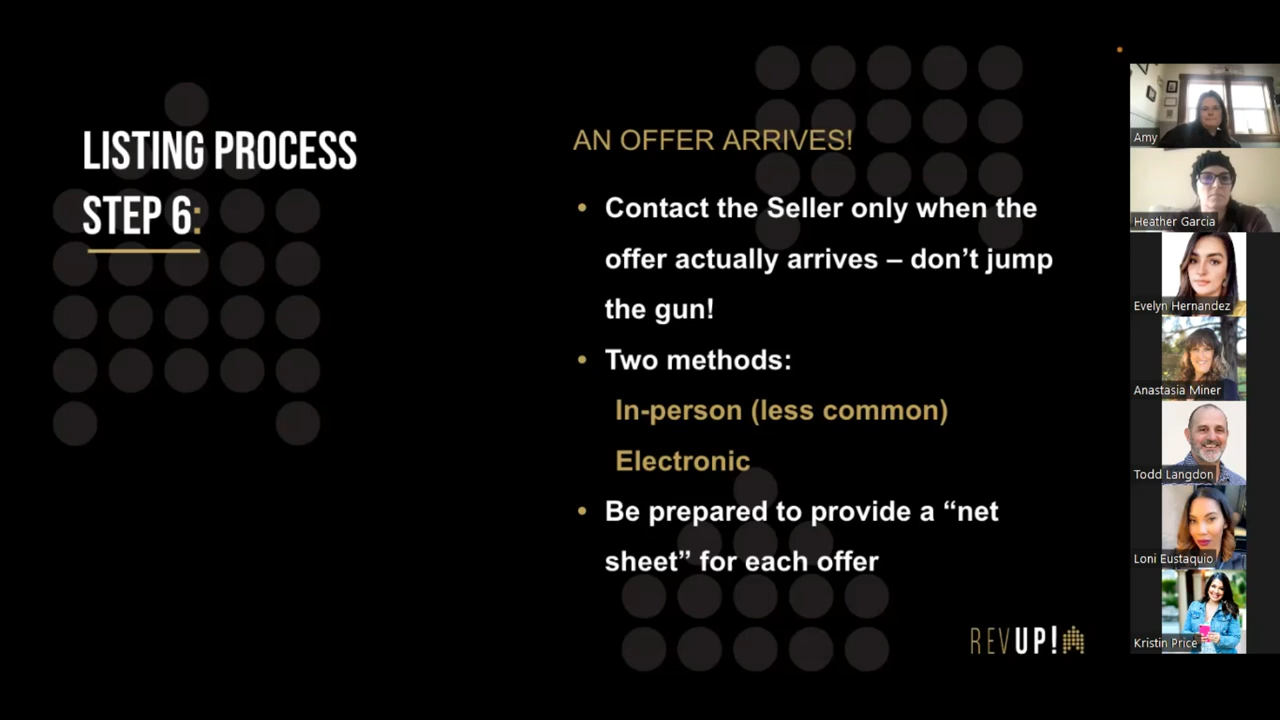 LISTING PROCESS
STEP 6:
AN OFFER ARRIVES!
• Contact the Seller only when the
offer actually arrives – don’t jump
the gun!
• Two methods:
In-person (less common)
Electronic
• Be prepared to provide a “net
sheet” for each offer
REVUP!
Amy
Heather Garcia
Evelyn Hernandez
Anastasia Miner
Todd Langdon
Loni Eustaquio
Kristin Price